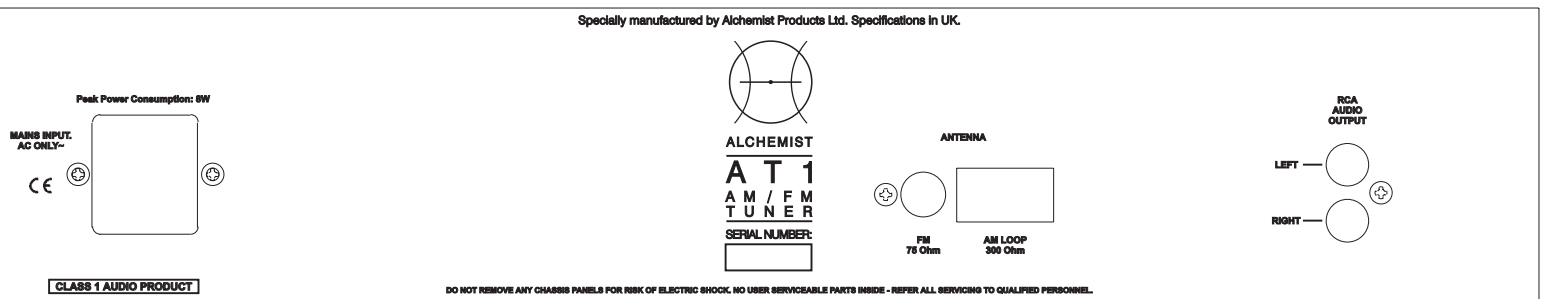 Specially manufactured by Alchemist Products Ltd. Specifications in UK.
Peak Power Consumption: 8W
MAINS INPUT.
AC ONLY~
CE
CLASS 1 AUDIO PRODUCT
ALCHEMIST
AT1
AM/FM
TUNER
SERIAL NUMBER:
ANTENNA
FM
75 Ohm
AM LOOP
300 Ohm
RCA
AUDIO
OUTPUT
LEFT
RIGHT
DO NOT REMOVE ANY CHASSIS PANELS FOR RISK OF ELECTRIC SHOCK. NO USER SERVICEABLE PARTS INSIDE - REFER ALL SERVICING TO QUALIFIED PERSONNEL.